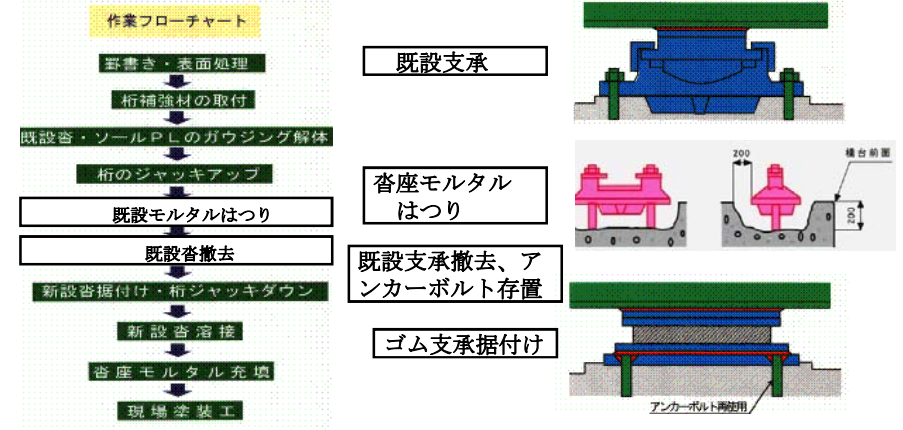 作業フローチャート
罫書き・表面処理
桁補強材の取付
既設沓・ソールPLのガウジング解体
桁のジャッキアップ
既設モルタルはつり
既設沓撤去
新設沓据付け・桁ジャッキダウン
新設沓溶接
沓座モルタル充填
現場塗装工
既設支承
沓座モルタル
はつり
既設支承撤去、ア
ンカーボルト存置
ゴム支承据付け
200
橋台前面
200
アンカーボルト再使用